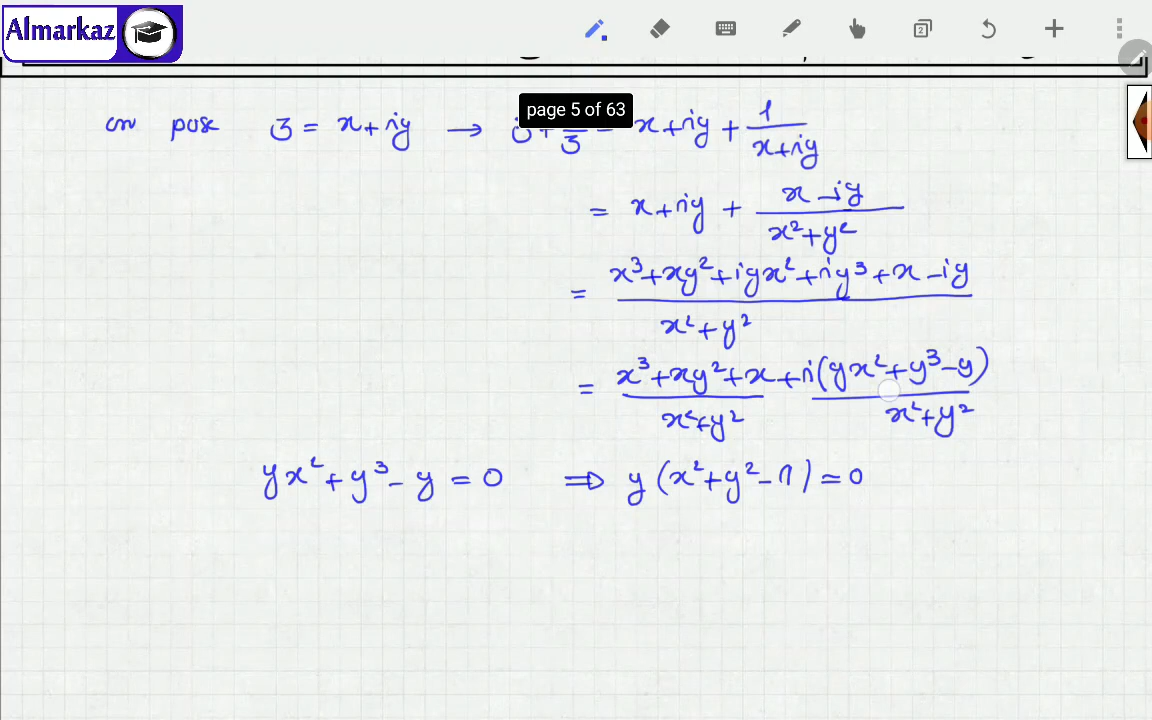 Almarkaz
page 5 of 63
on pose z = x+iy → z + 1/z = x+iy + 1/(x+iy)
= x+iy + (x-iy)/(x²+y²)
= (x³+xy²+iyx²+iy³+x-iy)/(x²+y²)
= (x³+xy²+x)/(x²+y²) + i(yx²+y³-y)/(x²+y²)
yx²+y³-y = 0 ⇒ y(x²+y²-1) = 0